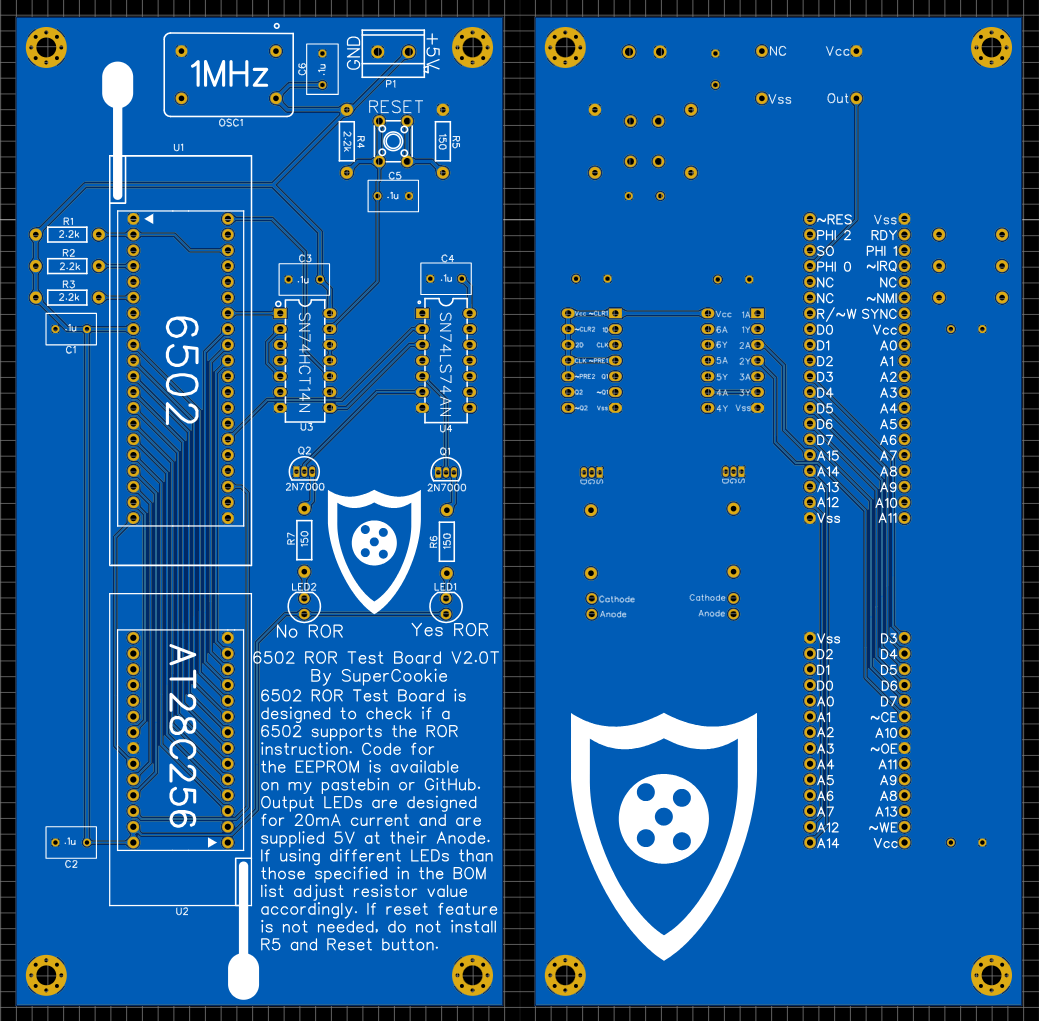 1MHz
OSC1
C6
.1u
GND
+5V
P1
RESET
2.2k
R4
150
R5
C5
.1u
U1
R1
2.2k
R2
2.2k
R3
2.2k
.1u
C1
6502
C3
.1u
C4
.1u
SN74HCT14N
U3
SN74LS74AN
U4
Q2
2N7000
Q1
2N7000
R7
150
R6
150
LED2
LED1
No ROR
Yes ROR
AT28C256
.1u
C2
U2
6502 ROR Test Board V2.0T
By SuperCookie
6502 ROR Test Board is
designed to check if a
6502 supports the ROR
instruction. Code for
the EEPROM is available
on my pastebin or GitHub.
Output LEDs are designed
for 20mA current and are
supplied 5V at their Anode.
If using different LEDs than
those specified in the BOM
list adjust resistor value
accordingly. If reset feature
is not needed, do not install
R5 and Reset button.
NC Vcc
Vss Out
~RES Vss
PHI 2 RDY
SO PHI 1
PHI 0 ~IRQ
NC NC
NC ~NMI
R/~W SYNC
D0 Vcc
D1 A0
D2 A1
D3 A2
D4 A3
D5 A4
D6 A5
D7 A6
A15 A7
A14 A8
A13 A9
A12 A10
Vss A11
Vcc ~CLR1
~CLR2 1D
2D CLK
CLK ~PRE1
~PRE2 Q1
Q2 ~Q1
~Q2 Vss
Vcc 1A
6A 1Y
6Y 2A
5A 2Y
5Y 3A
4A 3Y
4Y Vss
D G S
D G S
Cathode
Anode
Cathode
Anode
Vss D3
D2 D4
D1 D5
D0 D6
A0 D7
A1 ~CE
A2 A10
A3 ~OE
A4 A11
A5 A9
A6 A8
A7 A13
A12 ~WE
A14 Vcc